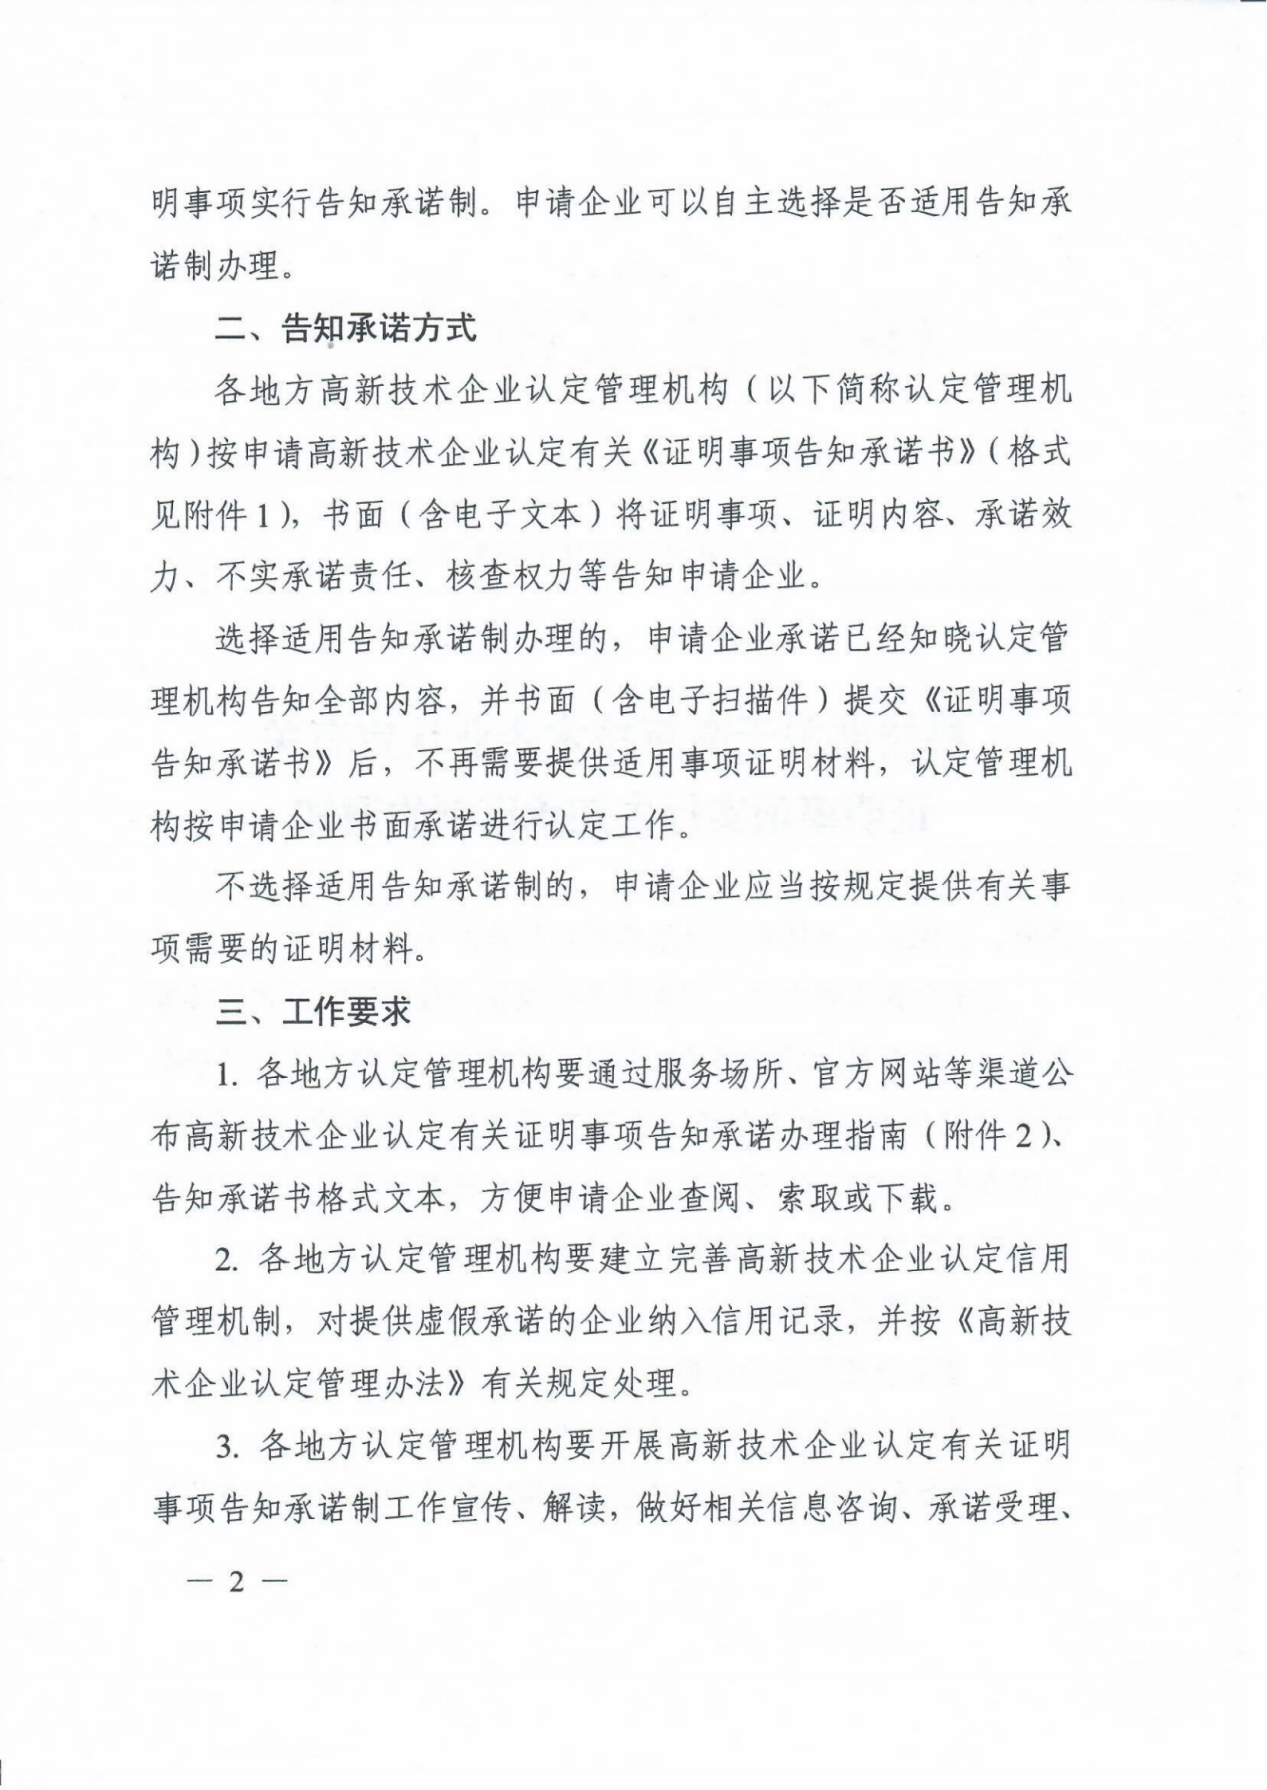 明事项实行告知承诺制。申请企业可以自主选择是否适用告知承
诺制办理。
二、告知承诺方式
各地方高新技术企业认定管理机构（以下简称认定管理机
构）按申请高新技术企业认定有关《证明事项告知承诺书》（格式
见附件1），书面（含电子文本）将证明事项、证明内容、承诺效
力、不实承诺责任、核查权力等告知申请企业。
选择适用告知承诺制办理的，申请企业承诺已经知晓认定管
理机构告知全部内容，并书面（含电子扫描件）提交《证明事项
告知承诺书》后，不再需要提供适用事项证明材料，认定管理机
构按申请企业书面承诺进行认定工作。
不选择适用告知承诺制的，申请企业应当按规定提供有关事
项需要的证明材料。
三、工作要求
1. 各地方认定管理机构要通过服务场所、官方网站等渠道公
布高新技术企业认定有关证明事项告知承诺办理指南（附件2）、
告知承诺书格式文本，方便申请企业查阅、索取或下载。
2. 各地方认定管理机构要建立完善高新技术企业认定信用
管理机制，对提供虚假承诺的企业纳入信用记录，并按《高新技
术企业认定管理办法》有关规定处理。
3. 各地方认定管理机构要开展高新技术企业认定有关证明
事项告知承诺制工作宣传、解读，做好相关信息咨询、承诺受理、
— 2 —